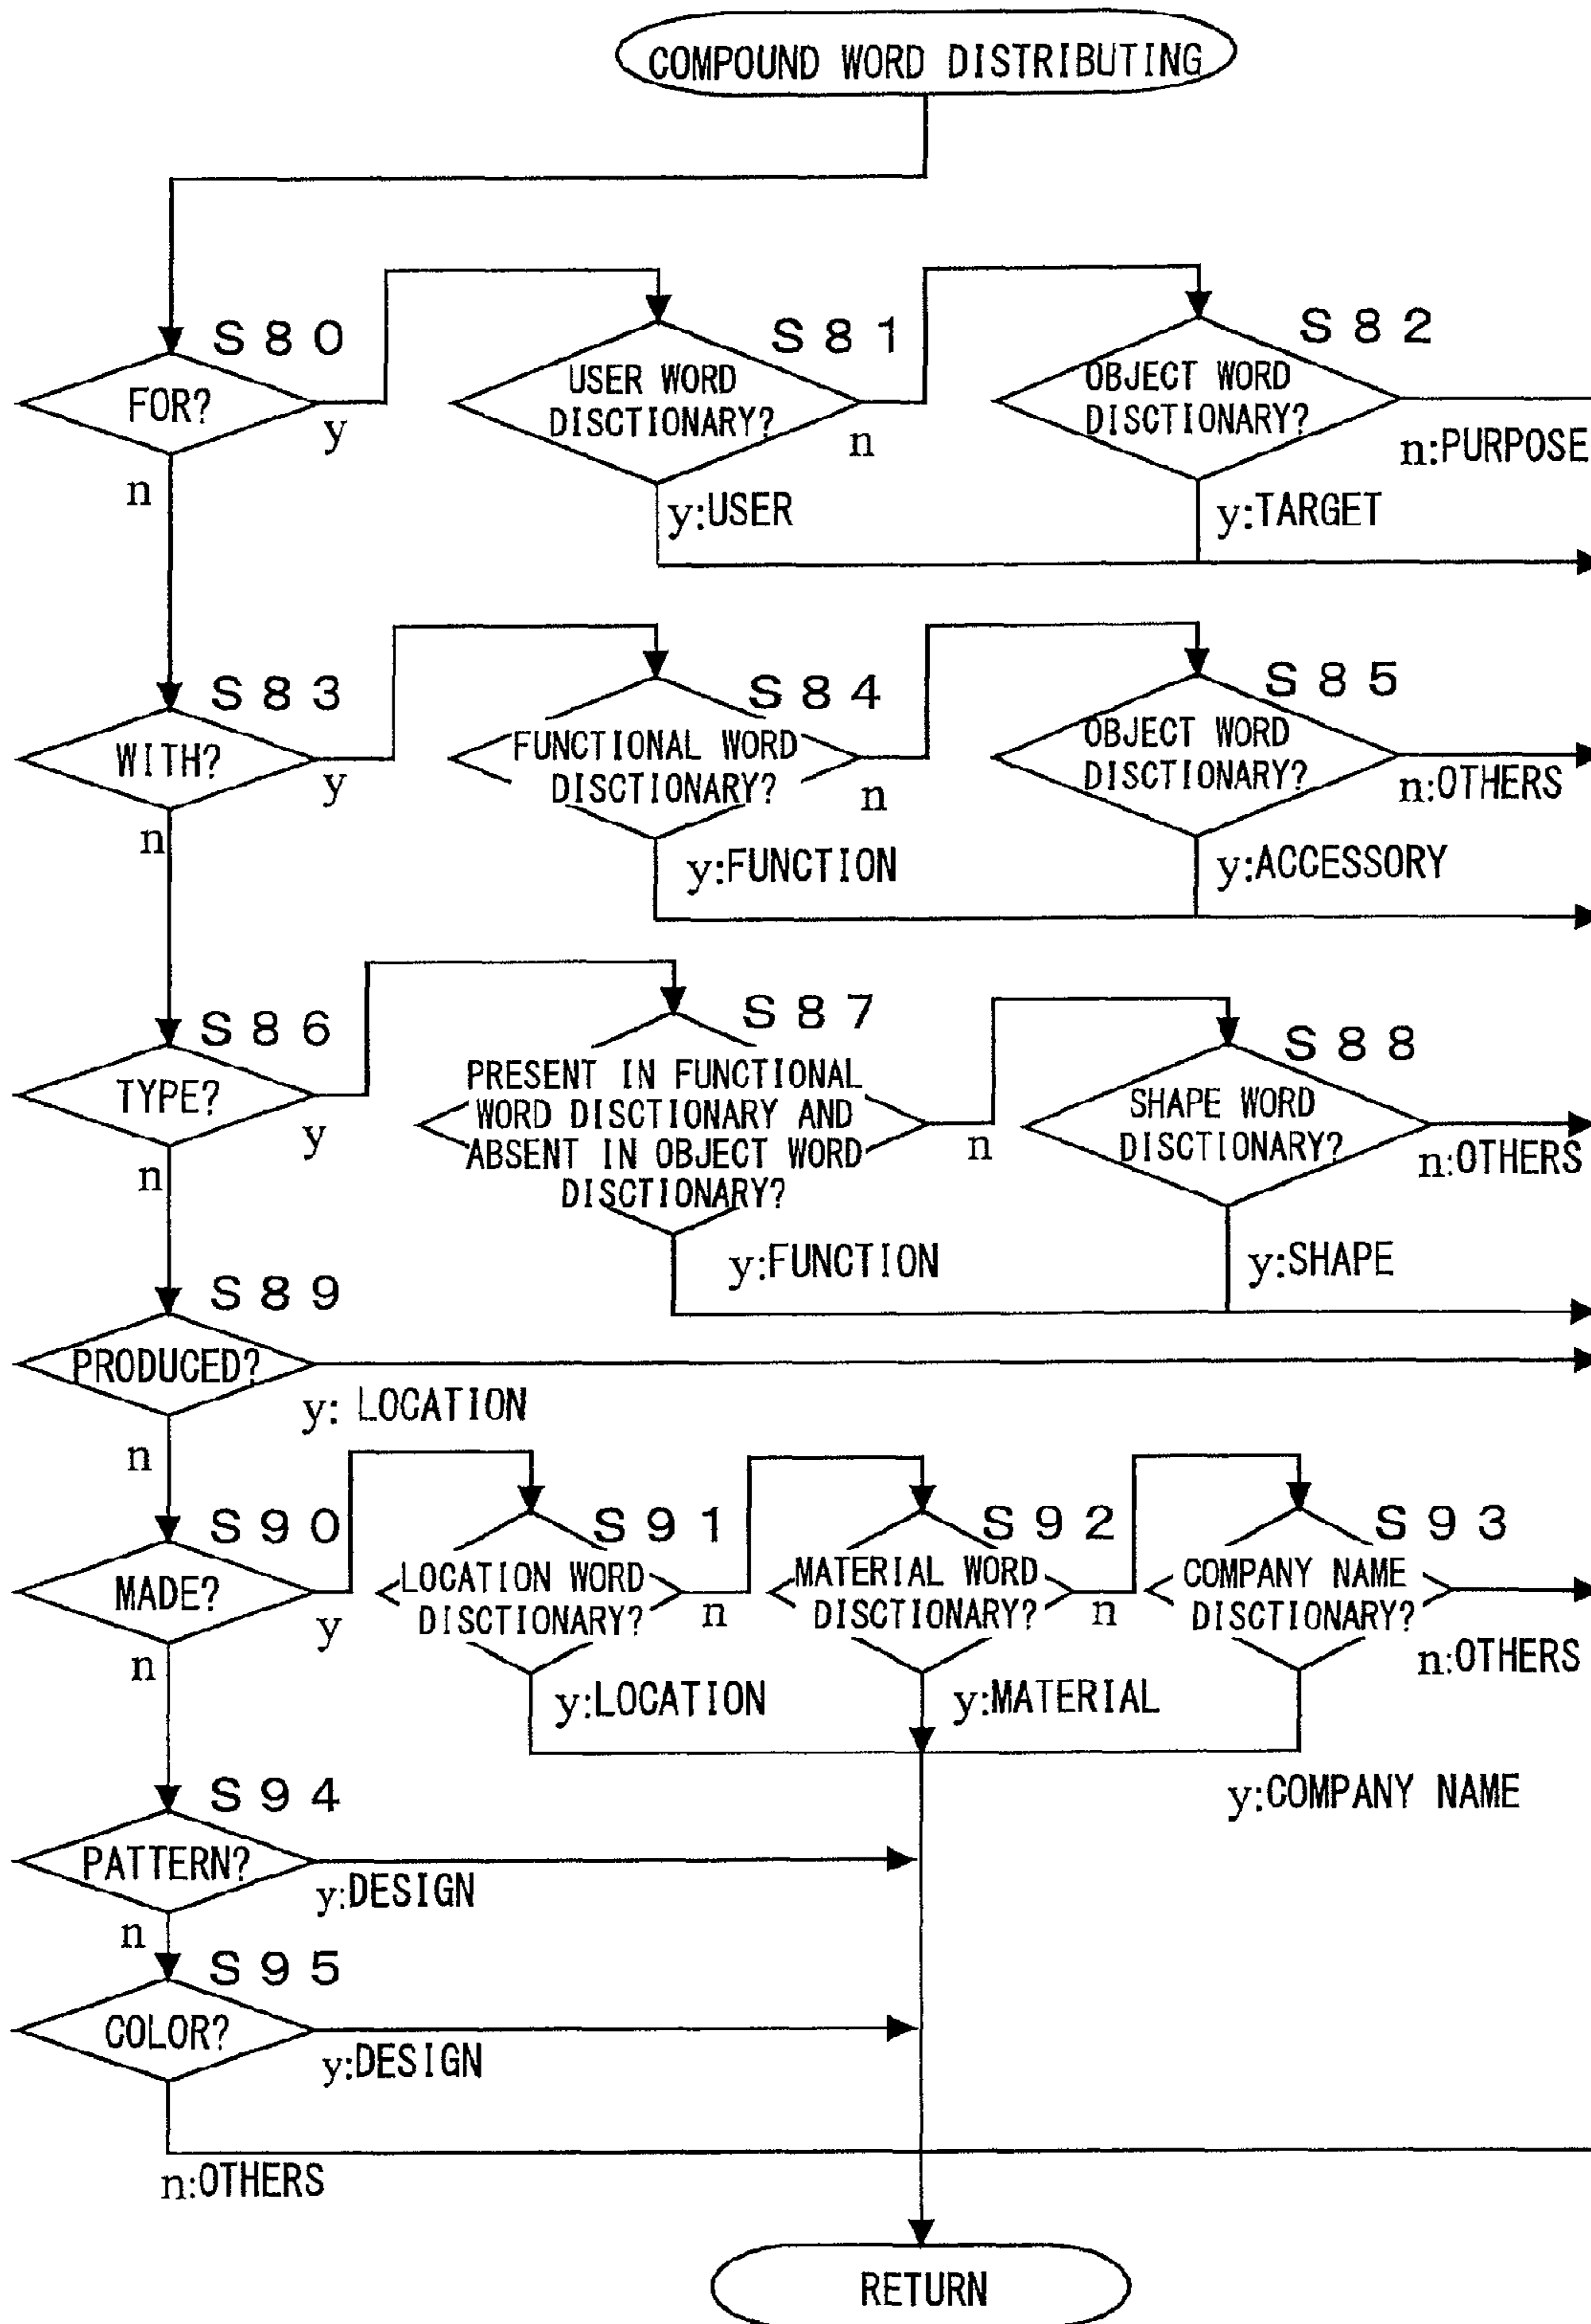 COMPOUND WORD DISTRIBUTING
S80
FOR?
y
n
S81
USER WORD
DISCTIONARY?
n
y:USER
S82
OBJECT WORD
DISCTIONARY?
n:PURPOSE
y:TARGET
S83
WITH?
y
n
S84
FUNCTIONAL WORD
DISCTIONARY?
n
y:FUNCTION
S85
OBJECT WORD
DISCTIONARY?
n:OTHERS
y:ACCESSORY
S86
TYPE?
y
n
S87
PRESENT IN FUNCTIONAL
WORD DISCTIONARY AND
ABSENT IN OBJECT WORD
DISCTIONARY?
n
y:FUNCTION
S88
SHAPE WORD
DISCTIONARY?
n:OTHERS
y:SHAPE
S89
PRODUCED?
y: LOCATION
n
S90
MADE?
y
n
S91
LOCATION WORD
DISCTIONARY?
n
y:LOCATION
S92
MATERIAL WORD
DISCTIONARY?
n
y:MATERIAL
S93
COMPANY NAME
DISCTIONARY?
n:OTHERS
y:COMPANY NAME
S94
PATTERN?
y:DESIGN
n
S95
COLOR?
y:DESIGN
n:OTHERS
RETURN